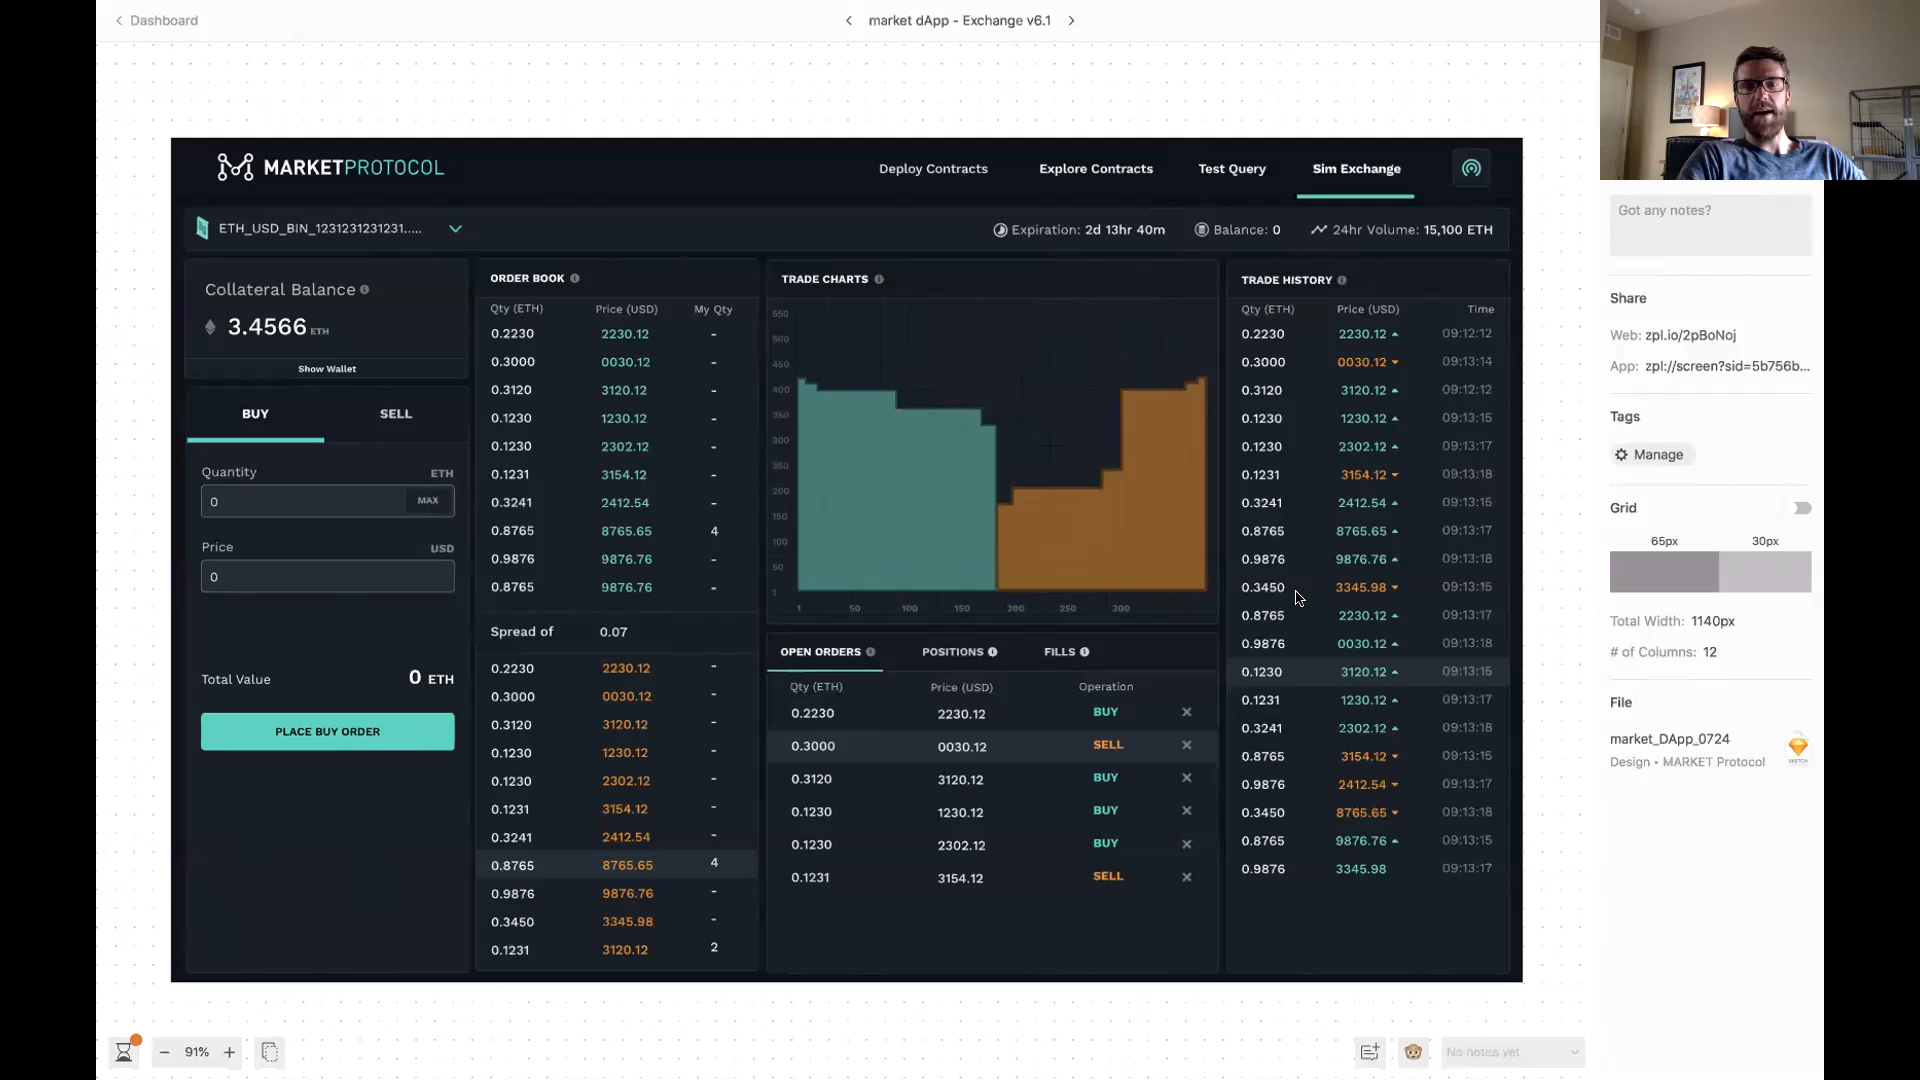 Dashboard
market dApp - Exchange v6.1
MARKETPROTOCOL
Deploy Contracts Explore Contracts Test Query Sim Exchange
ETH_USD_BIN_1231231231231.....
Expiration: 2d 13hr 40m Balance: 0 24hr Volume: 15,100 ETH
Collateral Balance
3.4566 ETH
Show Wallet
BUY SELL
Quantity ETH
0 MAX
Price USD
0
Total Value 0 ETH
PLACE BUY ORDER
ORDER BOOK
Qty (ETH) Price (USD) My Qty
0.2230 2230.12 -
0.3000 0030.12 -
0.3120 3120.12 -
0.1230 1230.12 -
0.1230 2302.12 -
0.1231 3154.12 -
0.3241 2412.54 -
0.8765 8765.65 4
0.9876 9876.76 -
0.8765 9876.76 -
Spread of 0.07
0.2230 2230.12 -
0.3000 0030.12 -
0.3120 3120.12 -
0.1230 1230.12 -
0.1230 2302.12 -
0.1231 3154.12 -
0.3241 2412.54 -
0.8765 8765.65 4
0.9876 9876.76 -
0.3450 3345.98 -
0.1231 3120.12 2
TRADE CHARTS
550
500
450
400
350
300
250
200
150
100
50
1
1 50 100 150 200 250 300
OPEN ORDERS POSITIONS FILLS
Qty (ETH) Price (USD) Operation
0.2230 2230.12 BUY
0.3000 0030.12 SELL
0.3120 3120.12 BUY
0.1230 1230.12 BUY
0.1230 2302.12 BUY
0.1231 3154.12 SELL
TRADE HISTORY
Qty (ETH) Price (USD) Time
0.2230 2230.12 09:12:12
0.3000 0030.12 09:13:14
0.3120 3120.12 09:12:12
0.1230 1230.12 09:13:15
0.1230 2302.12 09:13:17
0.1231 3154.12 09:13:18
0.3241 2412.54 09:13:15
0.8765 8765.65 09:13:17
0.9876 9876.76 09:13:18
0.3450 3345.98 09:13:15
0.8765 2230.12 09:13:17
0.9876 0030.12 09:13:18
0.1230 3120.12 09:13:15
0.1231 1230.12 09:13:17
0.3241 2302.12 09:13:18
0.8765 3154.12 09:13:15
0.9876 2412.54 09:13:17
0.3450 8765.65 09:13:18
0.8765 9876.76 09:13:15
0.9876 3345.98 09:13:17
Got any notes?
Share
Web: zpl.io/2pBoNoj
App: zpl://screen?sid=5b756b...
Tags
Manage
Grid
65px 30px
Total Width: 1140px
# of Columns: 12
File
market_DApp_0724
Design • MARKET Protocol
SKETCH
91%
No notes yet